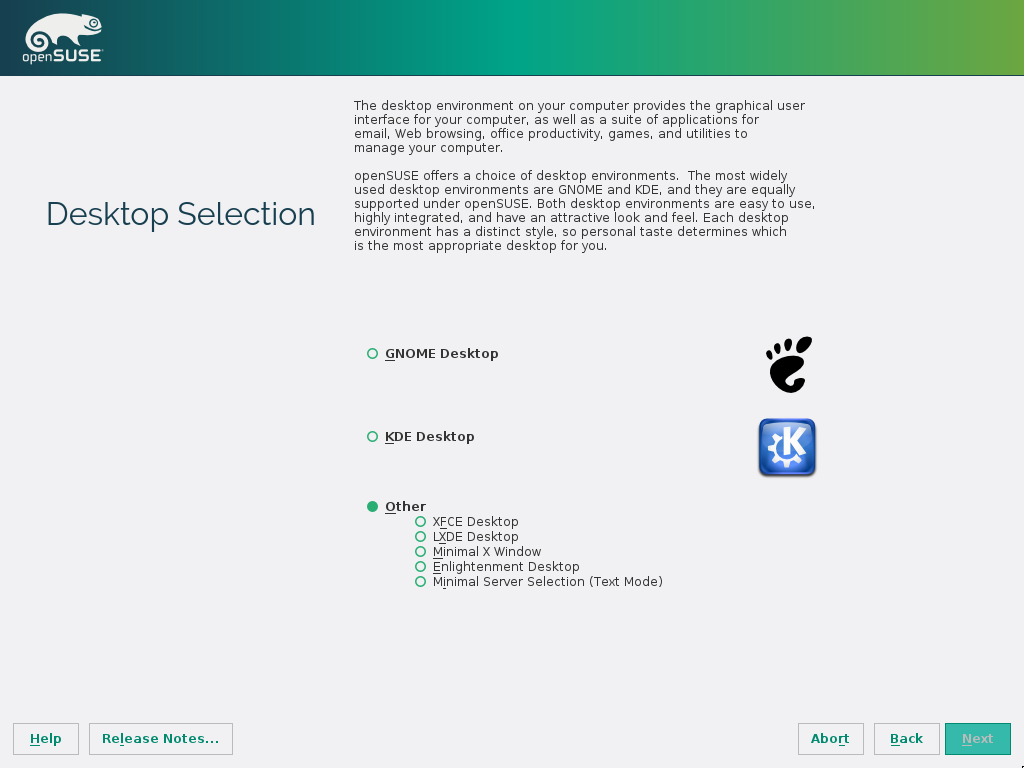 openSUSE
The desktop environment on your computer provides the graphical user
interface for your computer, as well as a suite of applications for
email, Web browsing, office productivity, games, and utilities to
manage your computer.
openSUSE offers a choice of desktop environments.  The most widely
used desktop environments are GNOME and KDE, and they are equally
supported under openSUSE. Both desktop environments are easy to use,
highly integrated, and have an attractive look and feel. Each desktop
environment has a distinct style, so personal taste determines which
is the most appropriate desktop for you.
Desktop Selection
GNOME Desktop
KDE Desktop
K
Other
XFCE Desktop
LXDE Desktop
Minimal X Window
Enlightenment Desktop
Minimal Server Selection (Text Mode)
Help
Release Notes...
Abort
Back
Next